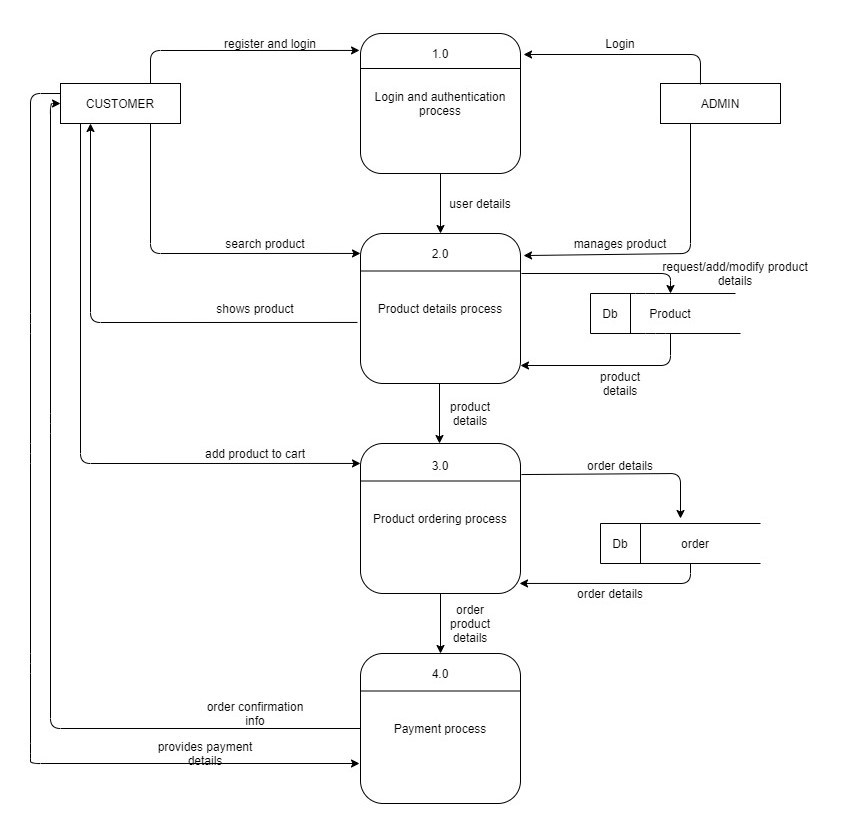 register and login
1.0
Login
CUSTOMER
Login and authentication
process
ADMIN
user details
search product
2.0
manages product
request/add/modify product
details
shows product
Product details process
Db
Product
product
details
product
details
add product to cart
3.0
order details
Product ordering process
Db
order
order details
order
product
details
4.0
order confirmation
info
Payment process
provides payment
details